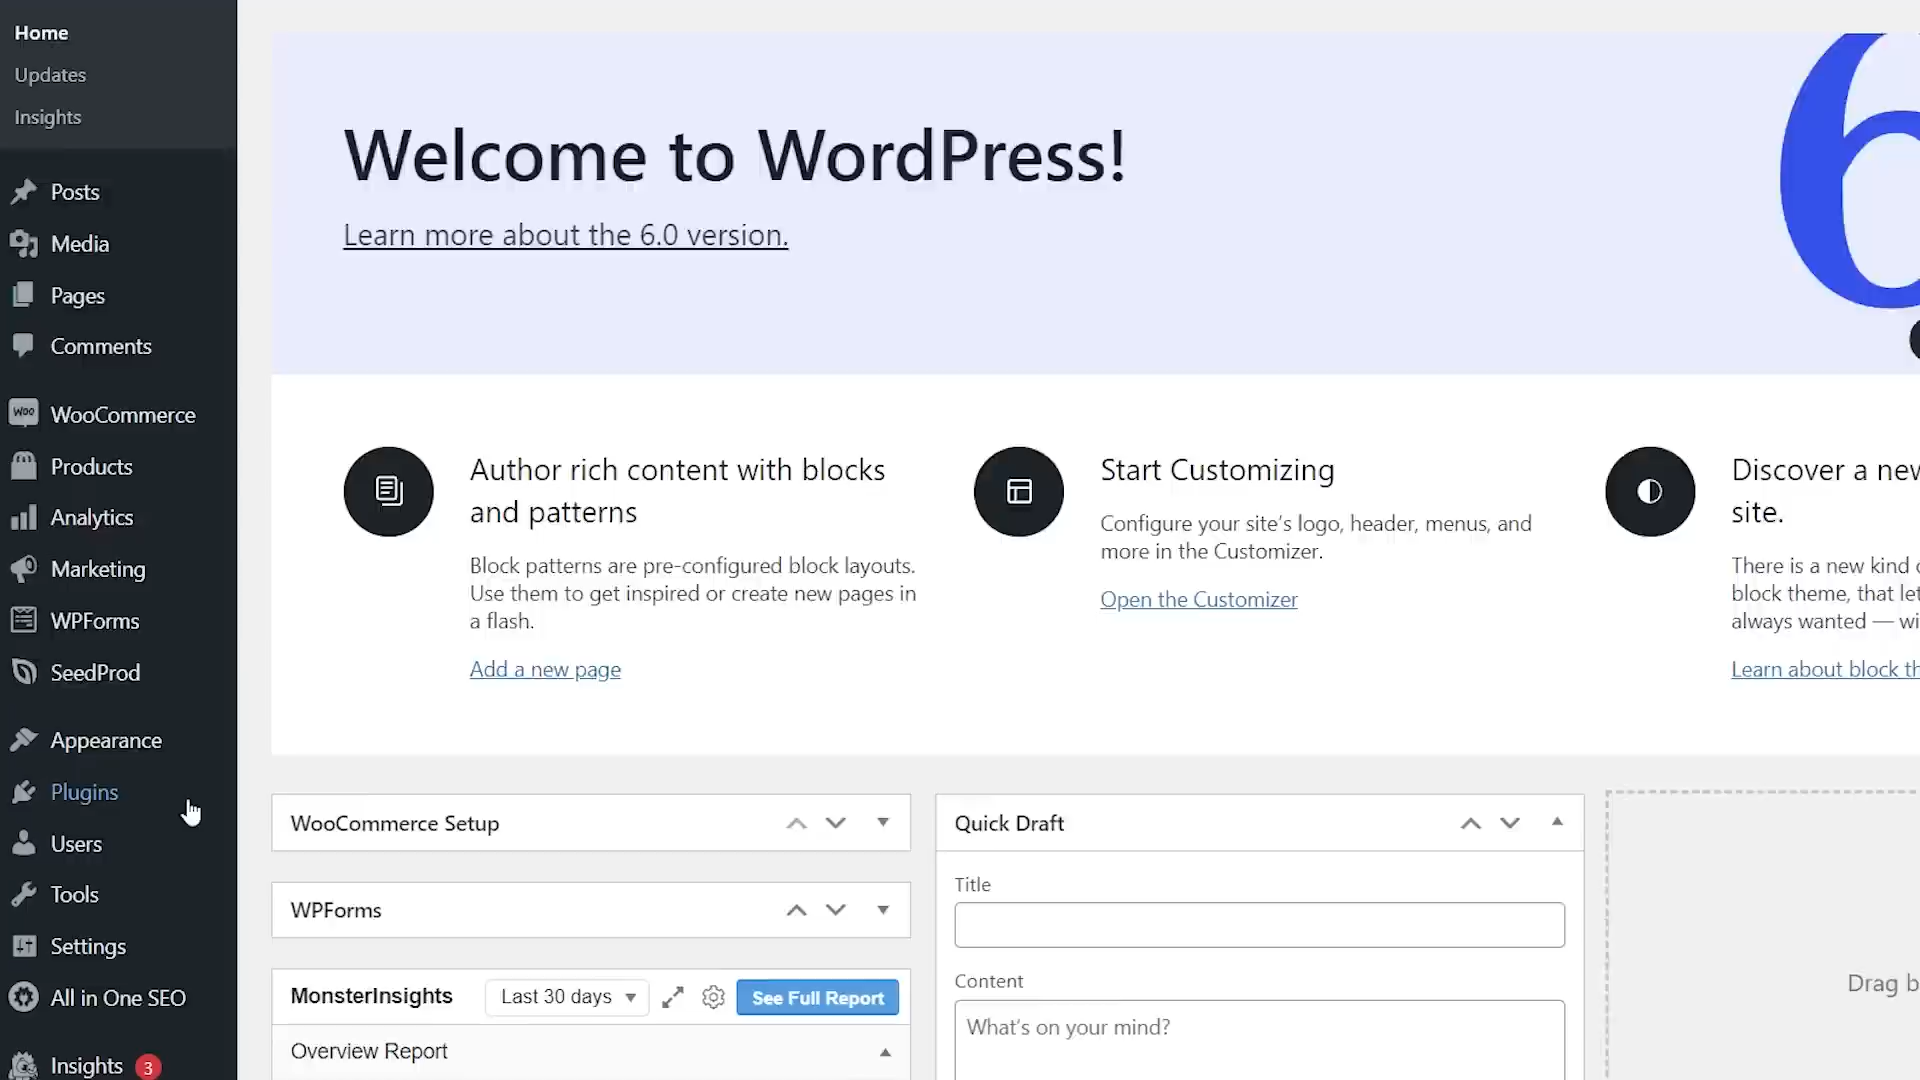 Home
Updates
Insights
Posts
Media
Pages
Comments
Woo WooCommerce
Products
Analytics
Marketing
WPForms
SeedProd
Appearance
Plugins
Users
Tools
Settings
All in One SEO
Insights 3
Welcome to WordPress!
Learn more about the 6.0 version.
6
Author rich content with blocks
and patterns
Block patterns are pre-configured block layouts.
Use them to get inspired or create new pages in
a flash.
Add a new page
Start Customizing
Configure your site's logo, header, menus, and
more in the Customizer.
Open the Customizer
Discover a new
site.
There is a new kind
block theme, that let
always wanted — wi
Learn about block th
WooCommerce Setup
WPForms
MonsterInsights Last 30 days See Full Report
Overview Report
Quick Draft
Title
Content
What's on your mind?
Drag b